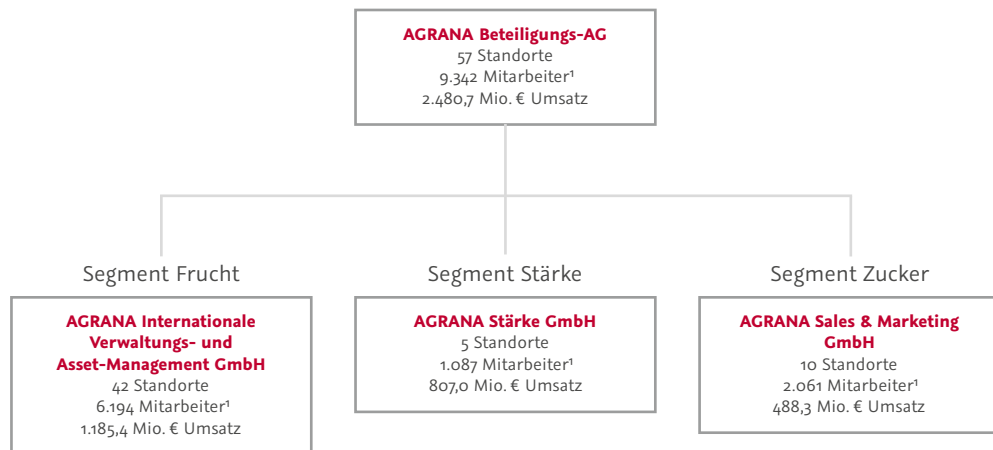 AGRANA Beteiligungs-AG
57 Standorte
9.342 Mitarbeiter¹
2.480,7 Mio. € Umsatz
Segment Frucht
AGRANA Internationale
Verwaltungs- und
Asset-Management GmbH
42 Standorte
6.194 Mitarbeiter¹
1.185,4 Mio. € Umsatz
Segment Stärke
AGRANA Stärke GmbH
5 Standorte
1.087 Mitarbeiter¹
807,0 Mio. € Umsatz
Segment Zucker
AGRANA Sales & Marketing
GmbH
10 Standorte
2.061 Mitarbeiter¹
488,3 Mio. € Umsatz